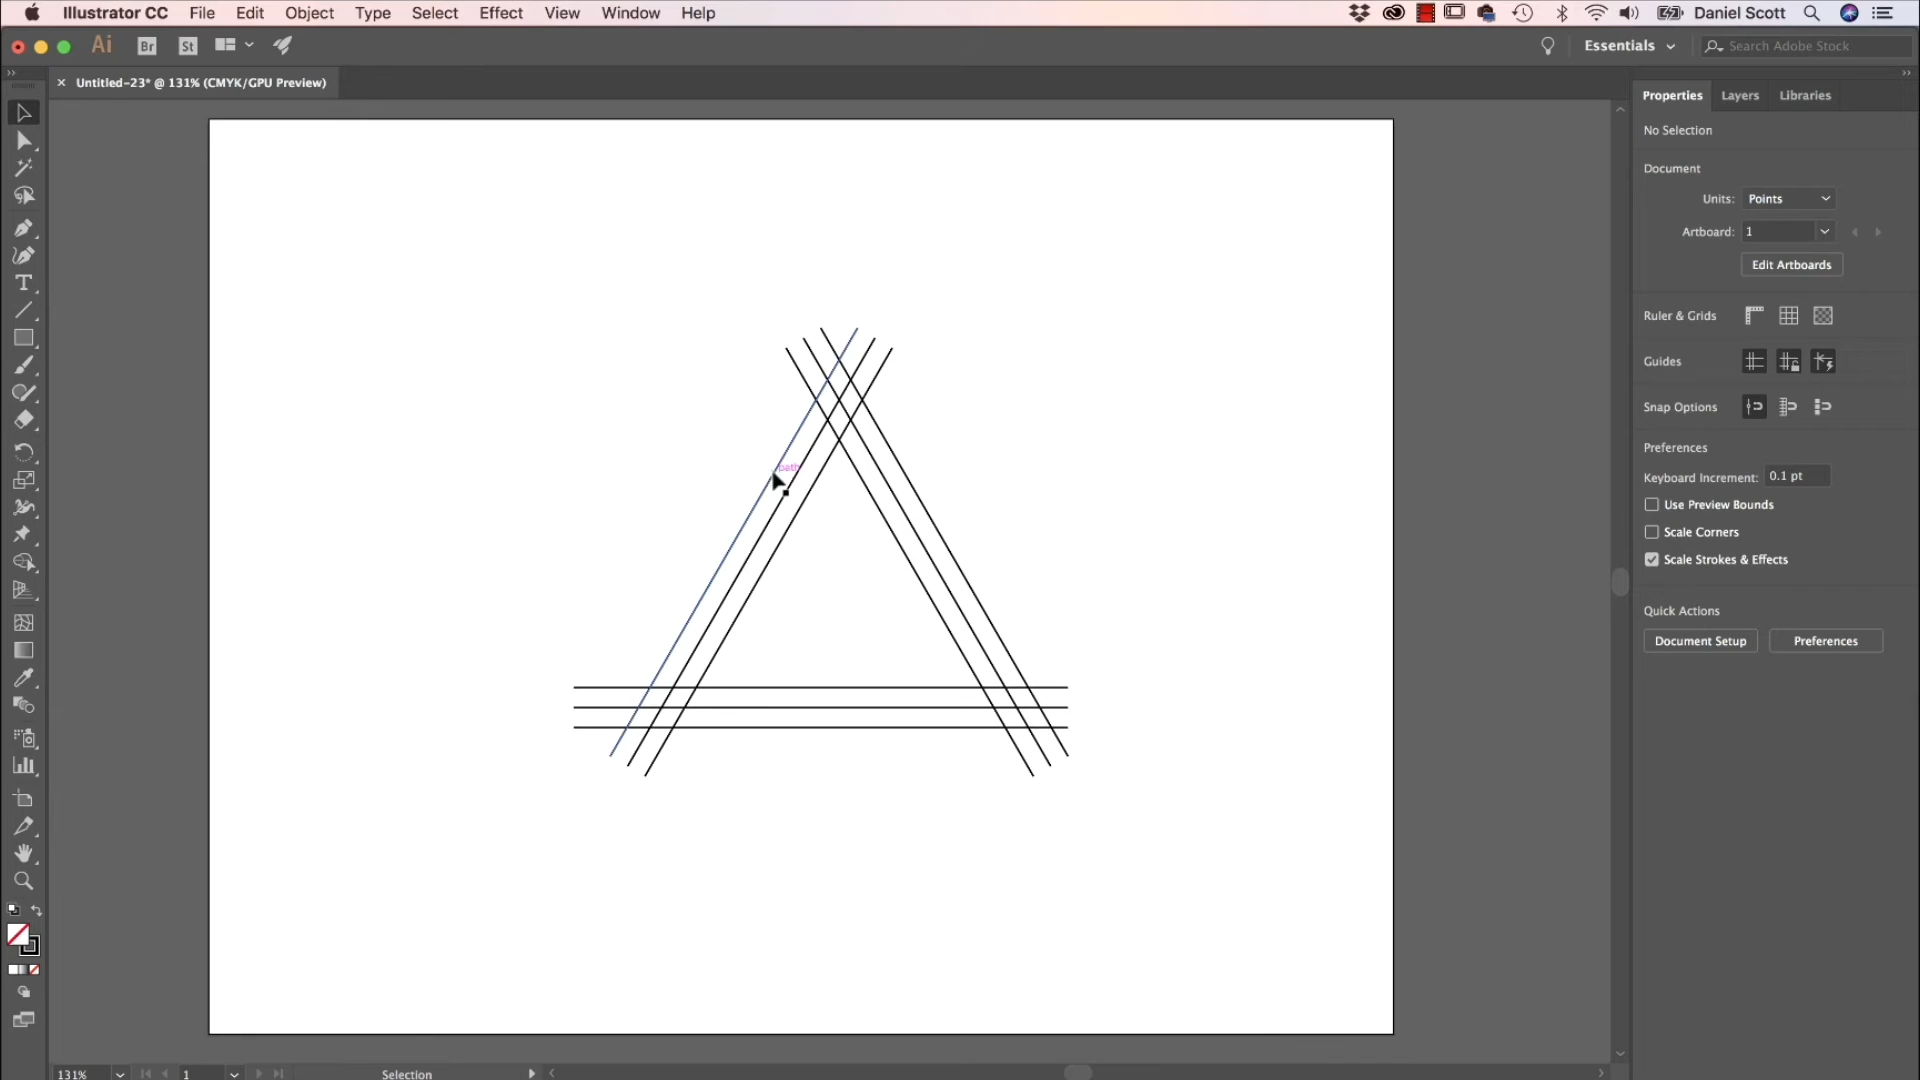 Illustrator CC File Edit Object Type Select Effect View Window Help Daniel Scott
Ai Br St Essentials Search Adobe Stock
× Untitled-23* @ 131% (CMYK/GPU Preview)
Properties Layers Libraries
No Selection
Document
Units: Points
Artboard: 1
Edit Artboards
Ruler & Grids
Guides
Snap Options
Preferences
path
Keyboard Increment: 0.1 pt
Use Preview Bounds
Scale Corners
Scale Strokes & Effects
Quick Actions
Document Setup Preferences
131% 1 Selection